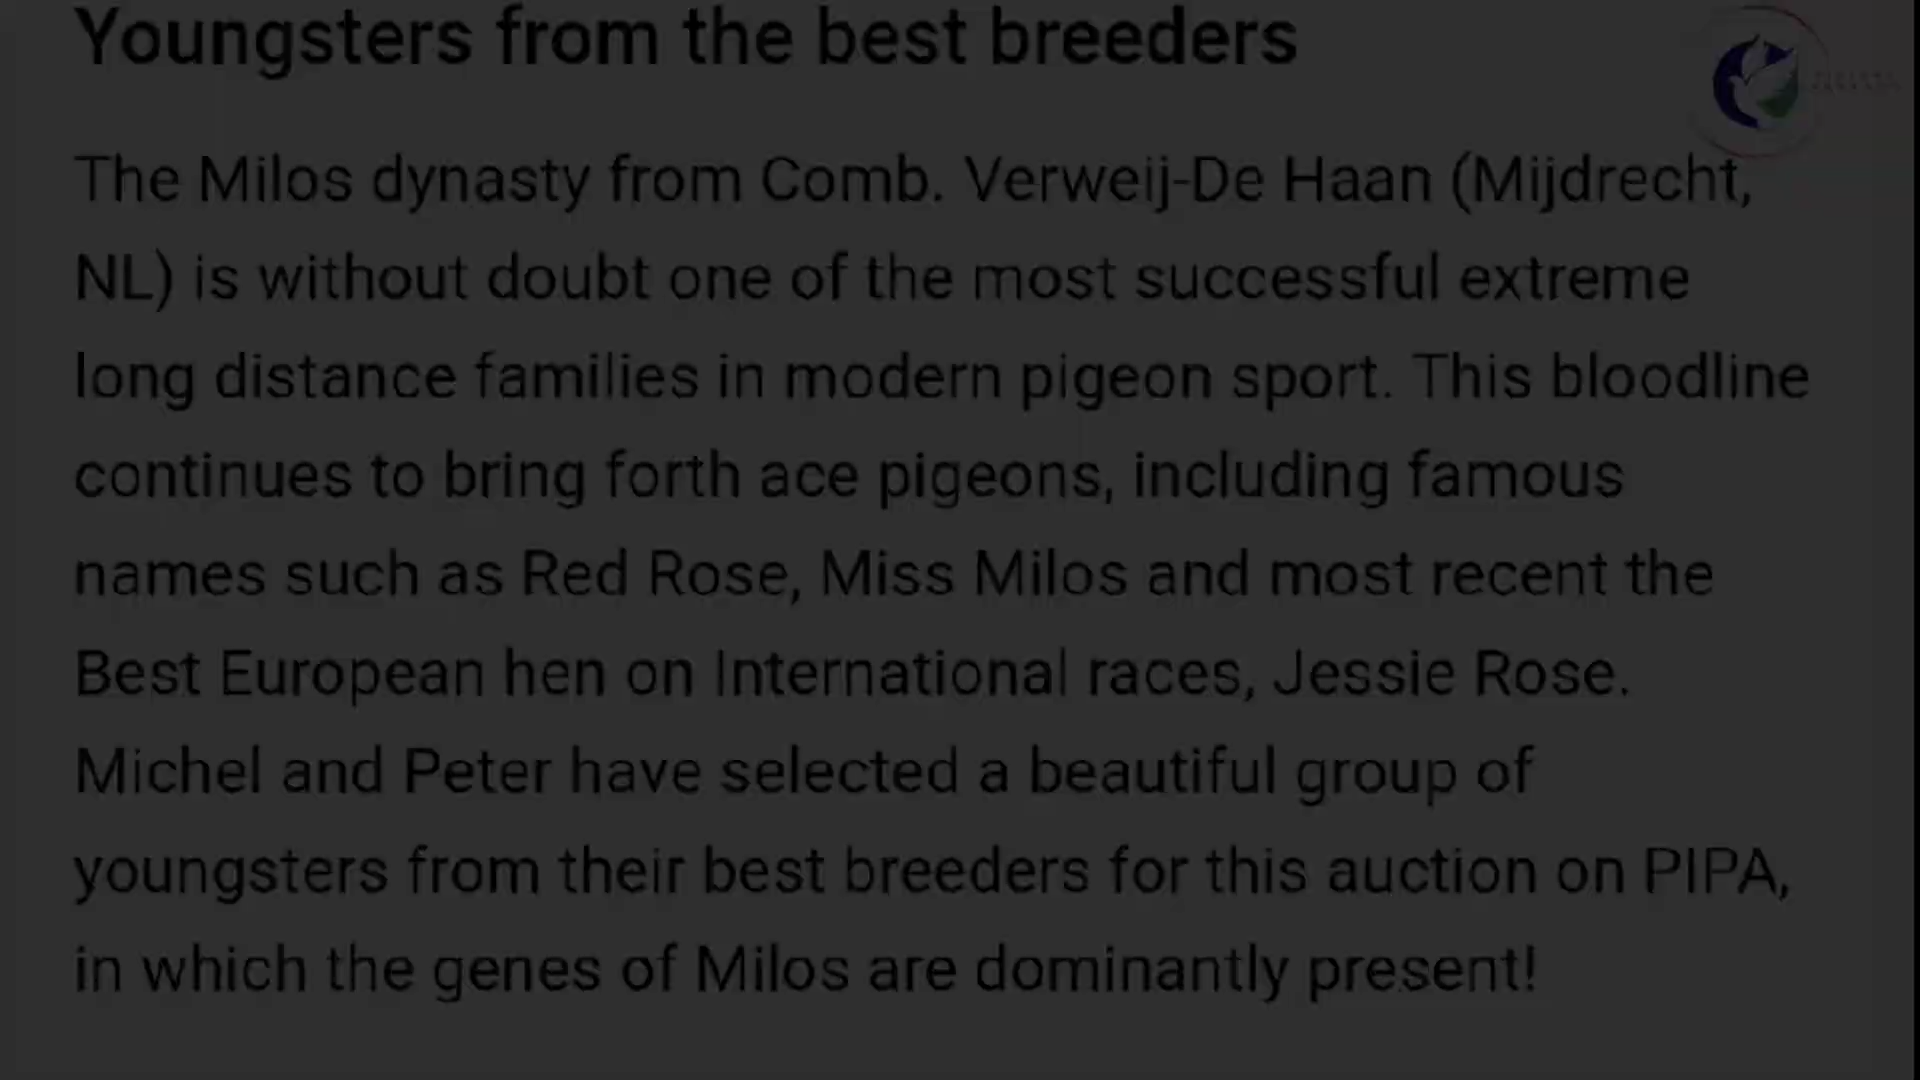 Youngsters from the best breeders
The Milos dynasty from Comb. Verweij-De Haan (Mijdrecht,
NL) is without doubt one of the most successful extreme
long distance families in modern pigeon sport. This bloodline
continues to bring forth ace pigeons, including famous
names such as Red Rose, Miss Milos and most recent the
Best European hen on International races, Jessie Rose.
Michel and Peter have selected a beautiful group of
youngsters from their best breeders for this auction on PIPA,
in which the genes of Milos are dominantly present!